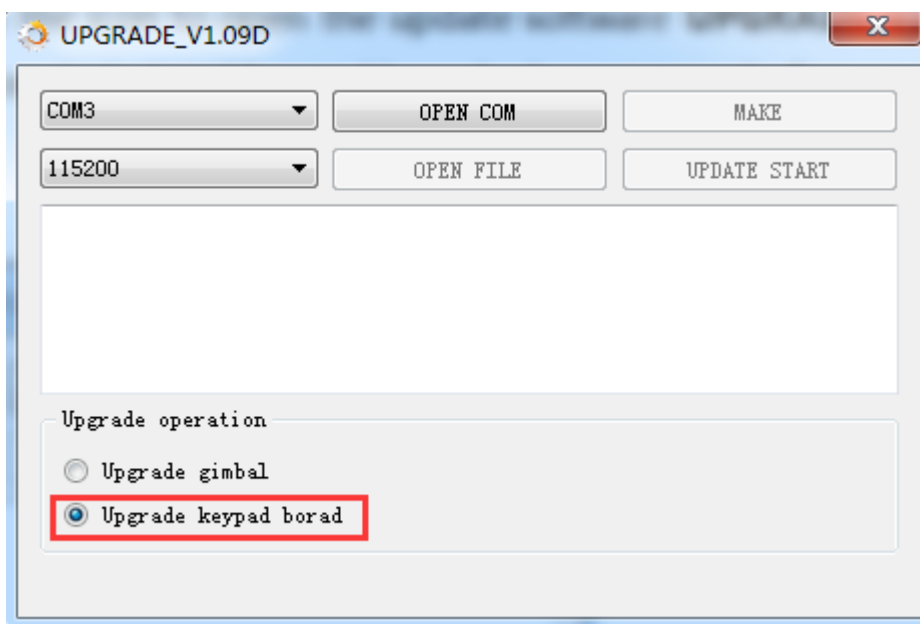 UPGRADE_V1.09D
COM3
OPEN COM
MAKE
115200
OPEN FILE
UPDATE START
Upgrade operation
Upgrade gimbal
Upgrade keypad borad